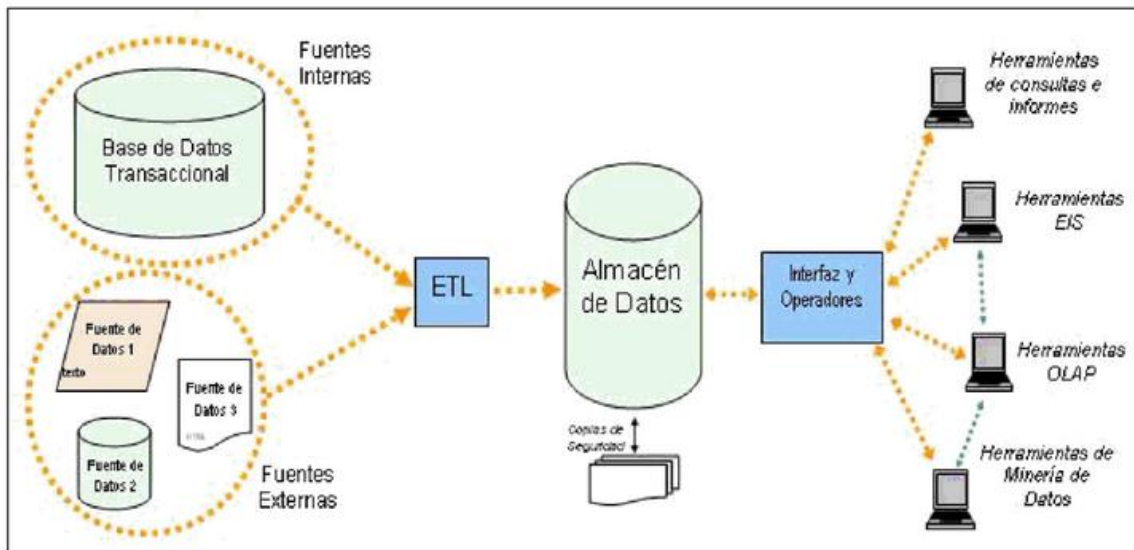 Fuentes
Internas
Base de Datos
Transaccional
Fuente de
Datos 1
texto
Fuente de
Datos 3
HTML
Fuente de
Datos 2
Fuentes
Externas
ETL
Almacén
de Datos
Copias de
Seguridad
Interfaz y
Operadores
Herramientas
de consultas e
informes
Herramientas
EIS
Herramientas
OLAP
Herramientas de
Minería de
Datos